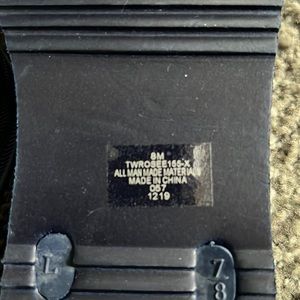 8M
TWROSEE155-X
ALL MAN MADE MATERIALS
MADE IN CHINA
057
1219
L
7
8